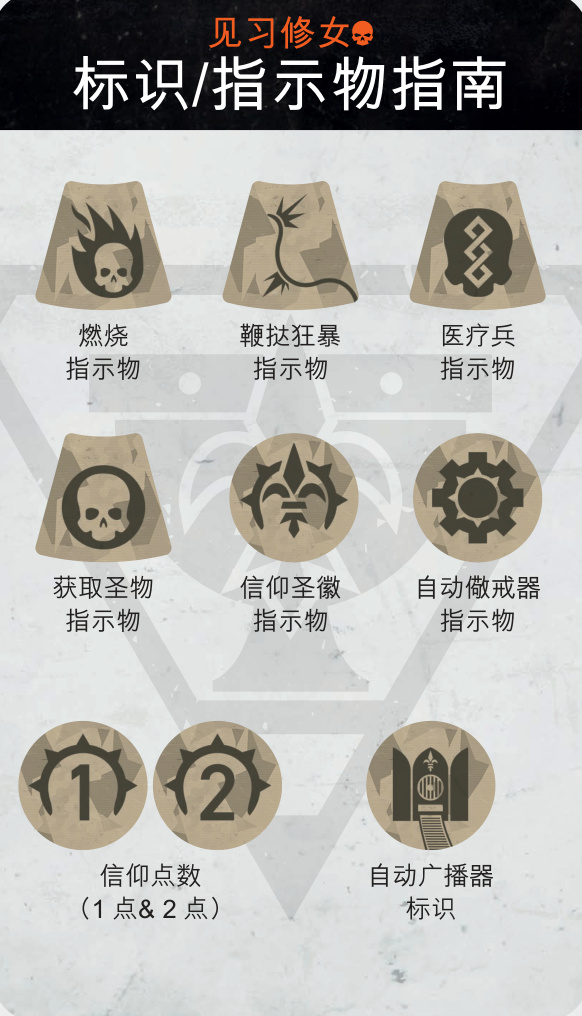 见习修女
标识/指示物指南
燃烧
指示物
鞭挞狂暴
指示物
医疗兵
指示物
获取圣物
指示物
信仰圣徽
指示物
自动儆戒器
指示物
1
2
信仰点数
（1 点& 2 点）
自动广播器
标识